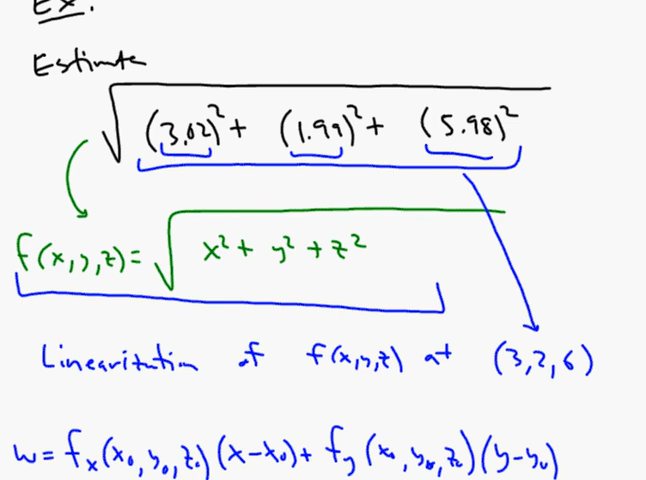 Ex.
Estimate
√((3.02)² + (1.99)² + (5.98)²)
f(x,y,z) = √(x² + y² + z²)
Linearization of f(x,y,z) at (3,2,6)
w = fₓ(x₀, y₀, z₀)(x-x₀) + f_y(x₀, y₀, z₀)(y-y₀)